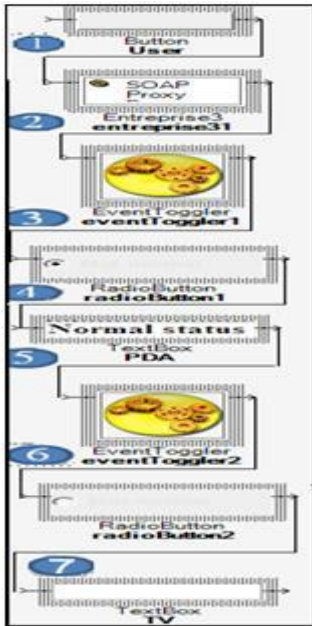 1
Button
User
SOAP
Proxy
2
Entreprise3
entreprise31
3
EventToggler
eventToggler1
4
RadioButton
radioButton1
Normal status
5
TextBox
PDA
6
EventToggler
eventToggler2
RadioButton
radioButton2
7
TextBox
TV